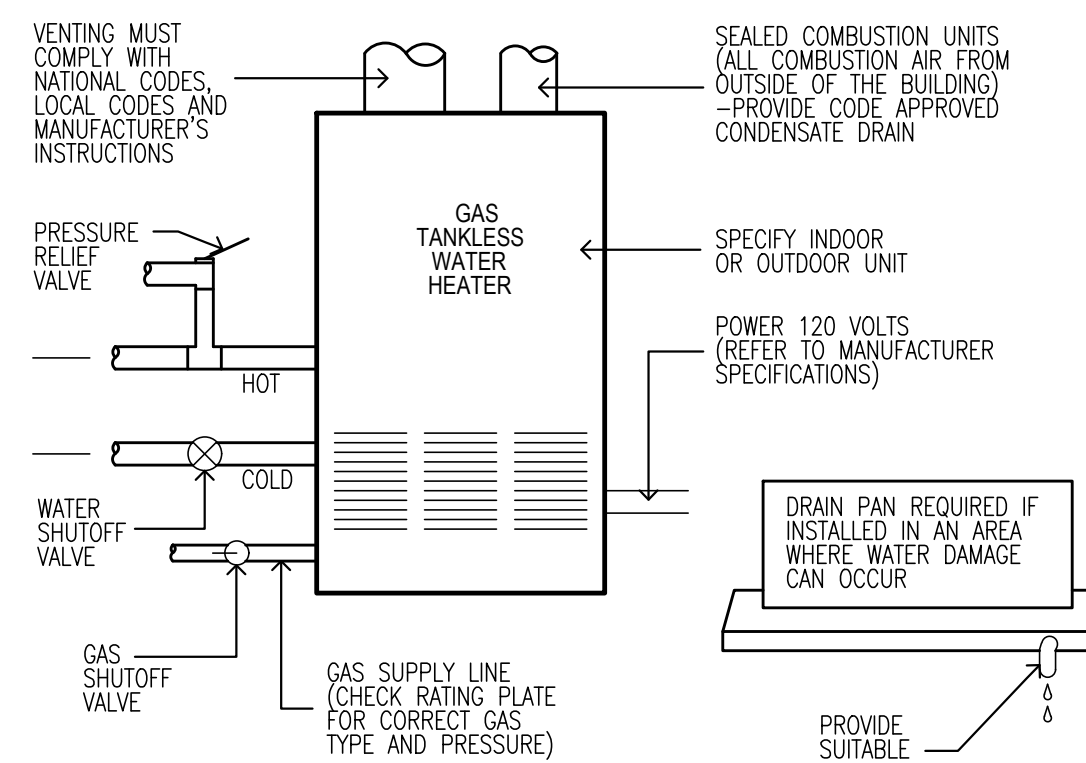 VENTING MUST
COMPLY WITH
NATIONAL CODES,
LOCAL CODES AND
MANUFACTURER'S
INSTRUCTIONS
SEALED COMBUSTION UNITS
(ALL COMBUSTION AIR FROM
OUTSIDE OF THE BUILDING)
-PROVIDE CODE APPROVED
CONDENSATE DRAIN
PRESSURE
RELIEF
VALVE
GAS
TANKLESS
WATER
HEATER
SPECIFY INDOOR
OR OUTDOOR UNIT
POWER 120 VOLTS
(REFER TO MANUFACTURER
SPECIFICATIONS)
HOT
COLD
WATER
SHUTOFF
VALVE
DRAIN PAN REQUIRED IF
INSTALLED IN AN AREA
WHERE WATER DAMAGE
CAN OCCUR
GAS
SHUTOFF
VALVE
GAS SUPPLY LINE
(CHECK RATING PLATE
FOR CORRECT GAS
TYPE AND PRESSURE)
PROVIDE
SUITABLE